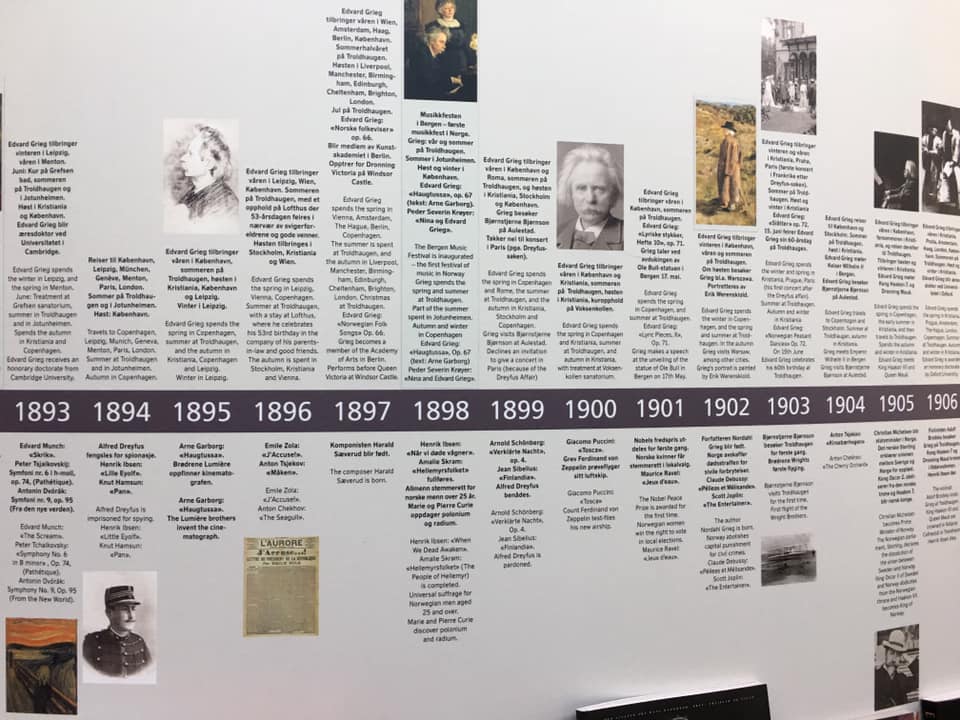 Edvard Grieg tilbringer
vinteren i Leipzig,
våren i Menton.
Juni: Kur på Grefsen
bad, sommeren
på Troldhaugen og
i Jotunheimen.
Høst i Kristiania
og København.
Edvard Grieg blir
æresdoktor ved
Universitetet i
Cambridge.
Edvard Grieg spends
the winter in Leipzig, and
the spring in Menton.
June: Treatment at
Grefsen sanatorium,
summer in Troldhaugen
and in Jotunheimen.
Spends the autumn
in Kristiania and
Copenhagen.
Edvard Grieg receives an
honorary doctorate from
Cambridge University.
Reiser til København,
Leipzig, München,
Genève, Menton,
Paris, London.
Sommer på Troldhau-
gen og i Jotunheimen.
Høst: København.
Travels to Copenhagen,
Leipzig, Munich, Geneva,
Menton, Paris, London.
Summer at Troldhaugen
and in Jotunheimen.
Autumn in Copenhagen.
Edvard Grieg tilbringer
våren i København,
sommeren på
Troldhaugen, høsten i
Kristiania, København
og Leipzig.
Vinter i Leipzig
Edvard Grieg spends the
spring in Copenhagen,
summer at Troldhaugen,
and the autumn in
Kristiania, Copenhagen
and Leipzig.
Winter in Leipzig.
Edvard Grieg tilbringer
våren i Leipzig, Wien,
København. Sommeren
på Troldhaugen, med et
opphold på Lofthus der
53-årsdagen feires i
nærvær av svigerfor-
eldrene og gode venner.
Høsten tilbringes i
Stockholm, Kristiania
og Wien.
Edvard Grieg spends
the spring in Leipzig,
Vienna, Copenhagen.
Summer at Troldhaugen,
with a stay at Lofthus,
where he celebrates
his 53rd birthday in the
company of his parents-
in-law and good friends.
The autumn is spent in
Stockholm, Kristiania
and Vienna.
Edvard Grieg
tilbringer våren i Wien,
Amsterdam, Haag,
Berlin, København.
Sommerhalvåret
på Troldhaugen.
Høsten i Liverpool,
Manchester, Birming-
ham, Edinburgh,
Cheltenham, Brighton,
London.
Jul på Troldhaugen.
Edvard Grieg:
«Norske folkeviser»
op. 66.
Blir medlem av Kunst-
akademiet i Berlin.
Opptrer for Dronning
Victoria på Windsor
Castle.
Edvard Grieg
spends the spring in
Vienna, Amsterdam,
The Hague, Berlin,
Copenhagen.
The summer is spent
at Troldhaugen, and
the autumn in Liverpool,
Manchester, Birming-
ham, Edinburgh,
Cheltenham, Brighton,
London. Christmas
at Troldhaugen.
Edvard Grieg:
«Norwegian Folk
Songs» Op. 66.
Grieg becomes a
member of the Academy
of Arts in Berlin.
Performs before Queen
Victoria at Windsor Castle.
Musikkfesten
i Bergen – første
musikkfest i Norge.
Grieg: vår og sommer
på Troldhaugen.
Sommer i Jotunheimen.
Høst og vinter i
København.
Edvard Grieg:
«Haugtussa», op. 67
(tekst: Arne Garborg).
Peder Severin Krøyer:
«Nina og Edvard
Grieg».
The Bergen Music
Festival is inaugurated
– the first festival of
music in Norway
Grieg spends the
spring and summer
at Troldhaugen.
Part of the summer
spent in Jotunheimen.
Autumn and winter
in Copenhagen
Edvard Grieg:
«Haugtussa», Op. 67
(text: Arne Garborg)
Peder Severin Krøyer:
«Nina and Edvard Grieg».
Edvard Grieg tilbringer
våren i København og
Roma, sommeren på
Troldhaugen, og høsten
i Kristiania, Stockholm
og København.
Grieg besøker
Bjørnstjerne Bjørnson
på Aulestad.
Takker nei til konsert
i Paris (pga. Dreyfus-
saken).
Edvard Grieg spends
the spring in Copenhagen
and Rome, summer at
Troldhaugen, and the
autumn in Kristiania,
Stockholm and
Copenhagen.
Grieg visits Bjørnstjerne
Bjørnson at Aulestad.
Declines an invitation
to give a concert in
Paris (because of the
Dreyfus Affair)
Edvard Grieg tilbringer
våren i København og
Kristiania, sommeren
på Troldhaugen, høsten
i Kristiania, kuropphold
på Voksenkollen.
Edvard Grieg spends
the spring in Copenhagen
and Kristiania, summer
at Troldhaugen, and
autumn in Kristiania,
with treatment at Voksen-
kollen sanatorium.
Edvard Grieg tilbringer
våren i København,
sommeren
på Troldhaugen.
Edvard Grieg:
«Lyriske stykker,
Hefte 10», op. 71.
Grieg taler ved
avdukingen av
Ole Bull-statuen i
Bergen 17. mai.
Edvard Grieg
spends the spring
in Copenhagen and
summer at Troldhaugen.
Edvard Grieg:
«Lyric Pieces, Xx,
Op. 71.
Grieg makes a speech
at the unveiling of the
statue of Ole Bull in
Bergen on 17th May.
Edvard Grieg tilbringer
vinteren i København,
og våren og sommeren
på Troldhaugen.
Om høsten besøker
Grieg bl.a. Warszawa.
Portretteres av
Erik Werenskiold.
Edvard Grieg spends
the winter in Copen-
hagen, and the spring
and summer at Trold-
haugen. In the autumn
Grieg visits Warsaw,
among other cities.
Grieg's portrait is painted
by Erik Werenskiold.
Edvard Grieg tilbringer
vinteren og våren
i Kristiania, Praha,
Paris (første konsert
i Frankrike etter
Dreyfus-saken).
Sommer på Trold-
haugen. Høst og
vinter i Kristiania
Edvard Grieg:
«Slåtter» op. 72.
15. juni feirer Edvard
Grieg sin 60-årsdag
på Troldhaugen.
Edvard Grieg spends
the winter and spring in
Kristiania, Prague, Paris
(his first concert after
the Dreyfus affair).
Summer at Troldhaugen,
autumn and winter
in Kristiania
Edvard Grieg:
«Norwegian Peasant
Dances» Op. 72.
On 15th June
Edvard Grieg celebrates
his 60th birthday at
Troldhaugen.
Edvard Grieg reiser
til København og
Stockholm. Sommer på
Troldhaugen, høst i
Kristiania.
Edvard Grieg møter
Keiser Wilhelm II
i Bergen.
Edvard Grieg besøker
Bjørnstjerne Bjørnson
på Aulestad.
Edvard Grieg travels
to Copenhagen and
Stockholm. Summer at
Troldhaugen, autumn
in Kristiania.
Edvard Grieg meets Emperor
Wilhelm II in Bergen.
Edvard Grieg visits Bjørnstjerne
Bjørnson at Aulestad.
1893 1894 1895 1896 1897 1898 1899 1900 1901 1902 1903 1904 1905 1906
Edvard Munch:
«Skrik».
Peter Tsjaikovskij:
Symfoni nr. 6 i h-moll,
op. 74, (Pathétique).
Antonin Dvórák:
Symfoni nr. 9, op. 95
(Fra den nye verden).
Edvard Munch:
«The Scream».
Peter Tchaikovsky:
«Symphony No. 6
in B minor» , Op. 74,
(Pathétique).
Antonin Dvórák:
Symphony No. 9, Op. 95
(From the New World).
Alfred Dreyfus
fengsles for spionasje.
Henrik Ibsen:
«Lille Eyolf».
Knut Hamsun:
«Pan».
Alfred Dreyfus is
imprisoned for spying.
Henrik Ibsen:
«Little Eyolf».
Knut Hamsun:
«Pan».
Arne Garborg:
«Haugtussa».
Brødrene Lumière
oppfinner kinemato-
grafen.
Arne Garborg:
«Haugtussa».
The Lumière brothers
invent the cine-
matograph.
Emile Zola:
«J'Accuse!».
Anton Tsjekov:
«Måken».
Emile Zola:
«J'Accuse!».
Anton Chekhov:
«The Seagull».
L'AURORE
J'Accuse...!
Komponisten Harald
Sæverud blir født.
The composer Harald
Sæverud is born.
Henrik Ibsen:
«Når vi døde vågner».
Amalie Skram:
«Hellemyrsfolket»
fullføres.
Allmenn stemmerett for
norske menn over 25 år.
Marie og Pierre Curie
oppdager polonium
og radium.
Henrik Ibsen: «When
We Dead Awaken».
Amalie Skram:
«Hellemyrsfolket» (The
People of Hellemyr)
is completed.
Universal suffrage for
Norwegian men aged
25 and over.
Marie and Pierre Curie
discover polonium
and radium.
Arnold Schönberg:
«Verklärte Nacht»,
op. 4.
Jean Sibelius:
«Finlandia».
Alfred Dreyfus
benådes.
Arnold Schönberg:
«Verklärte Nacht»,
Op. 4.
Jean Sibelius:
«Finlandia».
Alfred Dreyfus is
pardoned.
Giacomo Puccini:
«Tosca».
Grev Ferdinand von
Zeppelin prøveflyger
sitt luftskip.
Giacomo Puccini:
«Tosca»
Count Ferdinand von
Zeppelin test-flies
his new airship.
Nobels fredspris ut-
deles for første gang.
Norske kvinner får
stemmerett i lokalvalg.
Maurice Ravel:
«Jeux d'eau».
The Nobel Peace
Prize is awarded for
the first time.
Norwegian women
win the right to vote
in local elections.
Maurice Ravel:
«Jeux d'eau».
Forfatteren Nordahl
Grieg blir født.
Norge avskaffer
dødsstraffen for
sivile forbrytelser.
Claude Debussy:
«Pelléas et Mélisande».
Scott Joplin:
«The Entertainer».
The author
Nordahl Grieg is born.
Norway abolishes
capital punishment
for civil crimes.
Claude Debussy:
«Pelléas et Mélisande»
Scott Joplin:
«The Entertainer».
Bjørnstjerne Bjørnson
besøker Troldhaugen
for første gang.
Brødrene Wrights
første flyging.
Bjørnstjerne Bjørnson
visits Troldhaugen
for the first time.
First flight of the
Wright Brothers.
Anton Tsjekov:
«Kirsebærhagen»
Anton Chekov:
«The Cherry Orchard»